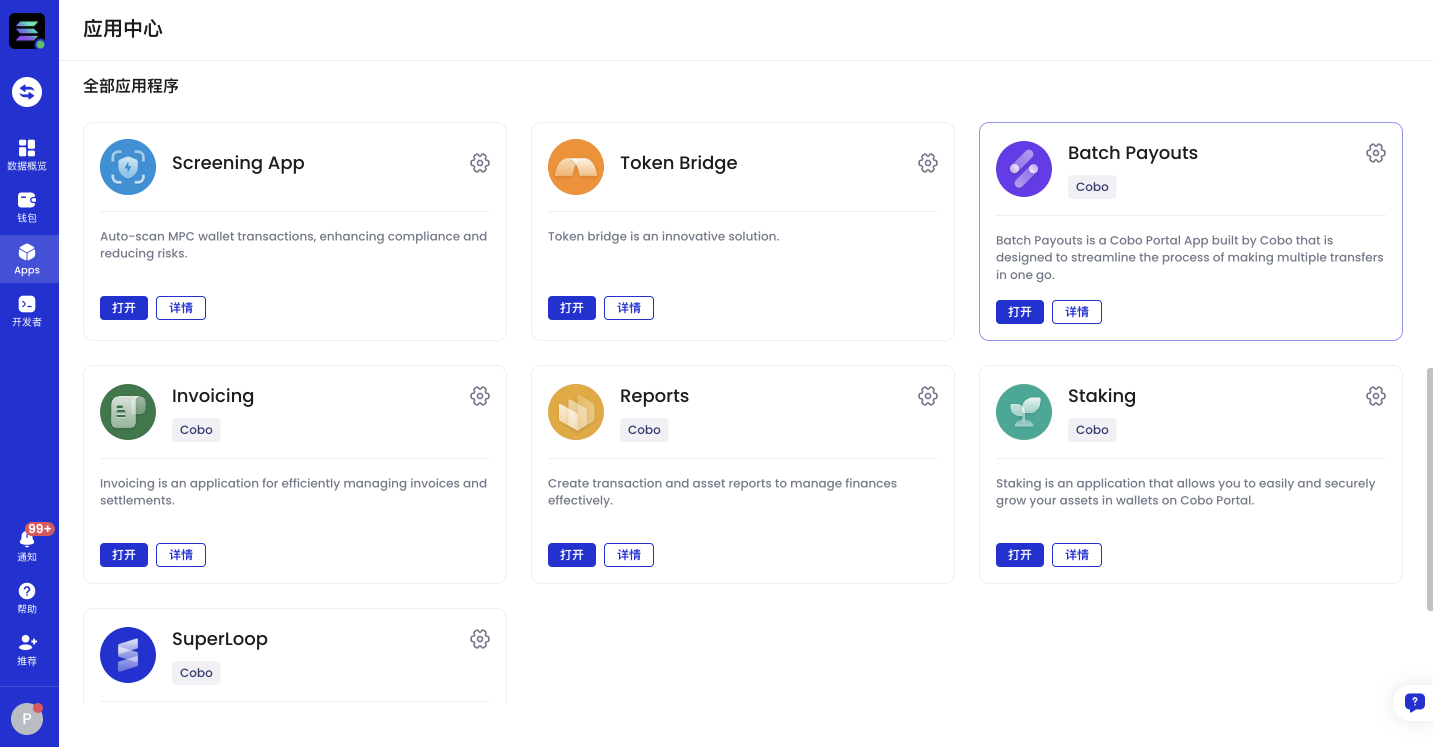 应用中心
数据概览
钱包
Apps
开发者
99+
通知
?
帮助
推荐
P
全部应用程序
Screening App
Auto-scan MPC wallet transactions, enhancing compliance and
reducing risks.
打开
详情
Token Bridge
Token bridge is an innovative solution.
打开
详情
Batch Payouts
Cobo
Batch Payouts is a Cobo Portal App built by Cobo that is
designed to streamline the process of making multiple transfers
in one go.
打开
详情
Invoicing
Cobo
Invoicing is an application for efficiently managing invoices and
settlements.
打开
详情
Reports
Cobo
Create transaction and asset reports to manage finances
effectively.
打开
详情
Staking
Cobo
Staking is an application that allows you to easily and securely
grow your assets in wallets on Cobo Portal.
打开
详情
SuperLoop
Cobo
?